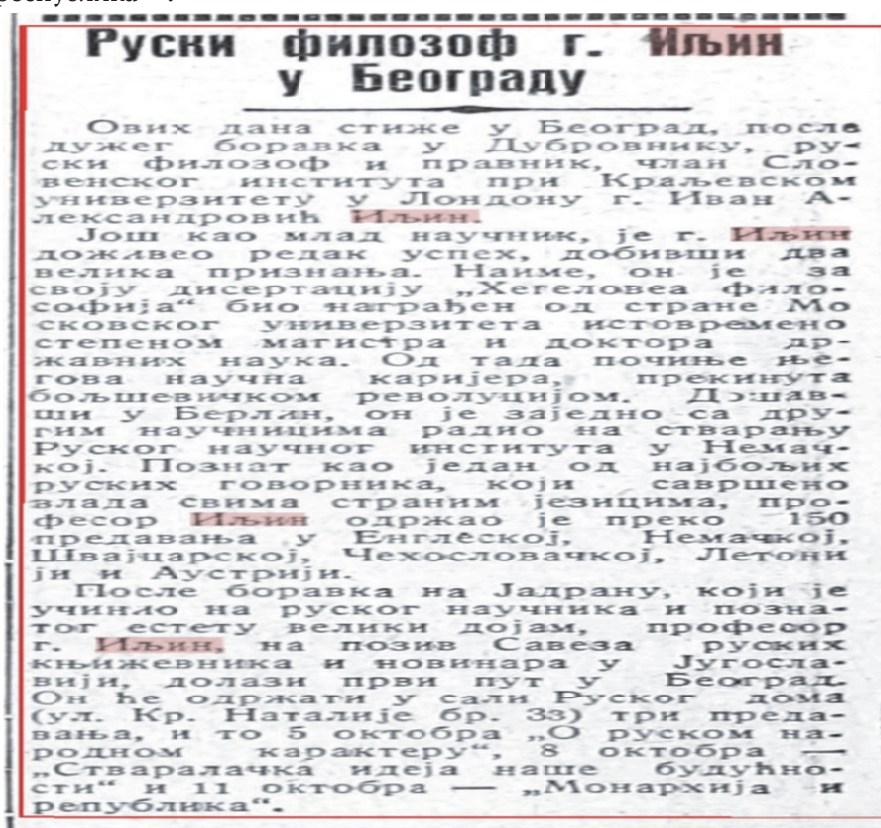 Руски филозоф г. Иљин
у Београду
Ових дана стиже у Београд, после
дужег боравка у Дубровнику, ру-
ски филозоф и правник, члан Сло-
венског института при Краљевском
универзитету у Лондону г. Иван А-
лександровић Иљин.
Још као млад научник, је г. Иљин
доживео редак успех, добивши два
велика признања. Наиме, он је за
своју дисертацију „Хегеловеа фило-
софија“ био награђен од стране Мо
сковског универзитета истовремено
степеном магистра и доктора др-
жавних наука. Од тада почиње ње-
гова научна каријера, прекинута
бољшевичком револуцијом. Дошав-
ши у Берлин, он је заједно са дру-
гим научницима радио на стварању
Руског научног института у Немач-
кој. Познат као један од најбољих
руских говорника, који савршено
влада свима страним језицима, про-
фесор Иљин одржао је преко 150
предавања у Енглеској, Немачкој,
Швајцарској, Чехословачкој, Летони
ји и Аустрији.
После боравка на Јадрану, који је
учинио на руског научника и позна-
тог естету велики дојам, професор
г. Иљин, на позив Савеза руских
књижевника и новинара у Југосла-
вији, долази први пут у Београд.
Он ће одржати у сали Руског дома
(ул. Кр. Наталије бр. 33) три преда-
вања, и то 5 октобра „О руском на-
родном карактеру“, 8 октобра —
„Стваралачка идеја наше будућно-
сти“ и 11 октобра — „Монархија и
република“.